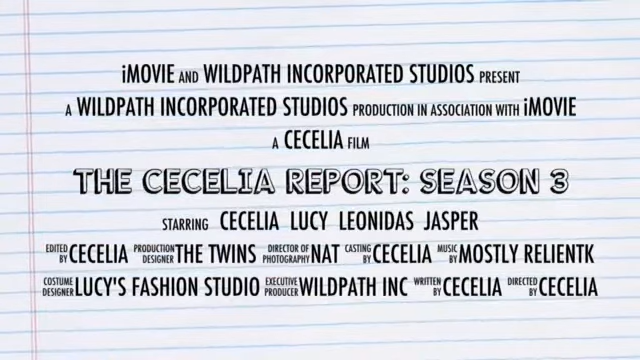 iMOVIE AND WILDPATH INCORPORATED STUDIOS PRESENT
A WILDPATH INCORPORATED STUDIOS PRODUCTION IN ASSOCIATION WITH iMOVIE
A CECELIA FILM
THE CECELIA REPORT: SEASON 3
STARRING CECELIA LUCY LEONIDAS JASPER
EDITED BY CECELIA PRODUCTION DESIGNER THE TWINS DIRECTOR OF PHOTOGRAPHY NAT CASTING BY CECELIA MUSIC BY MOSTLY RELIENTK
COSTUME DESIGNER LUCY'S FASHION STUDIO EXECUTIVE PRODUCER WILDPATH INC WRITTEN BY CECELIA DIRECTED BY CECELIA